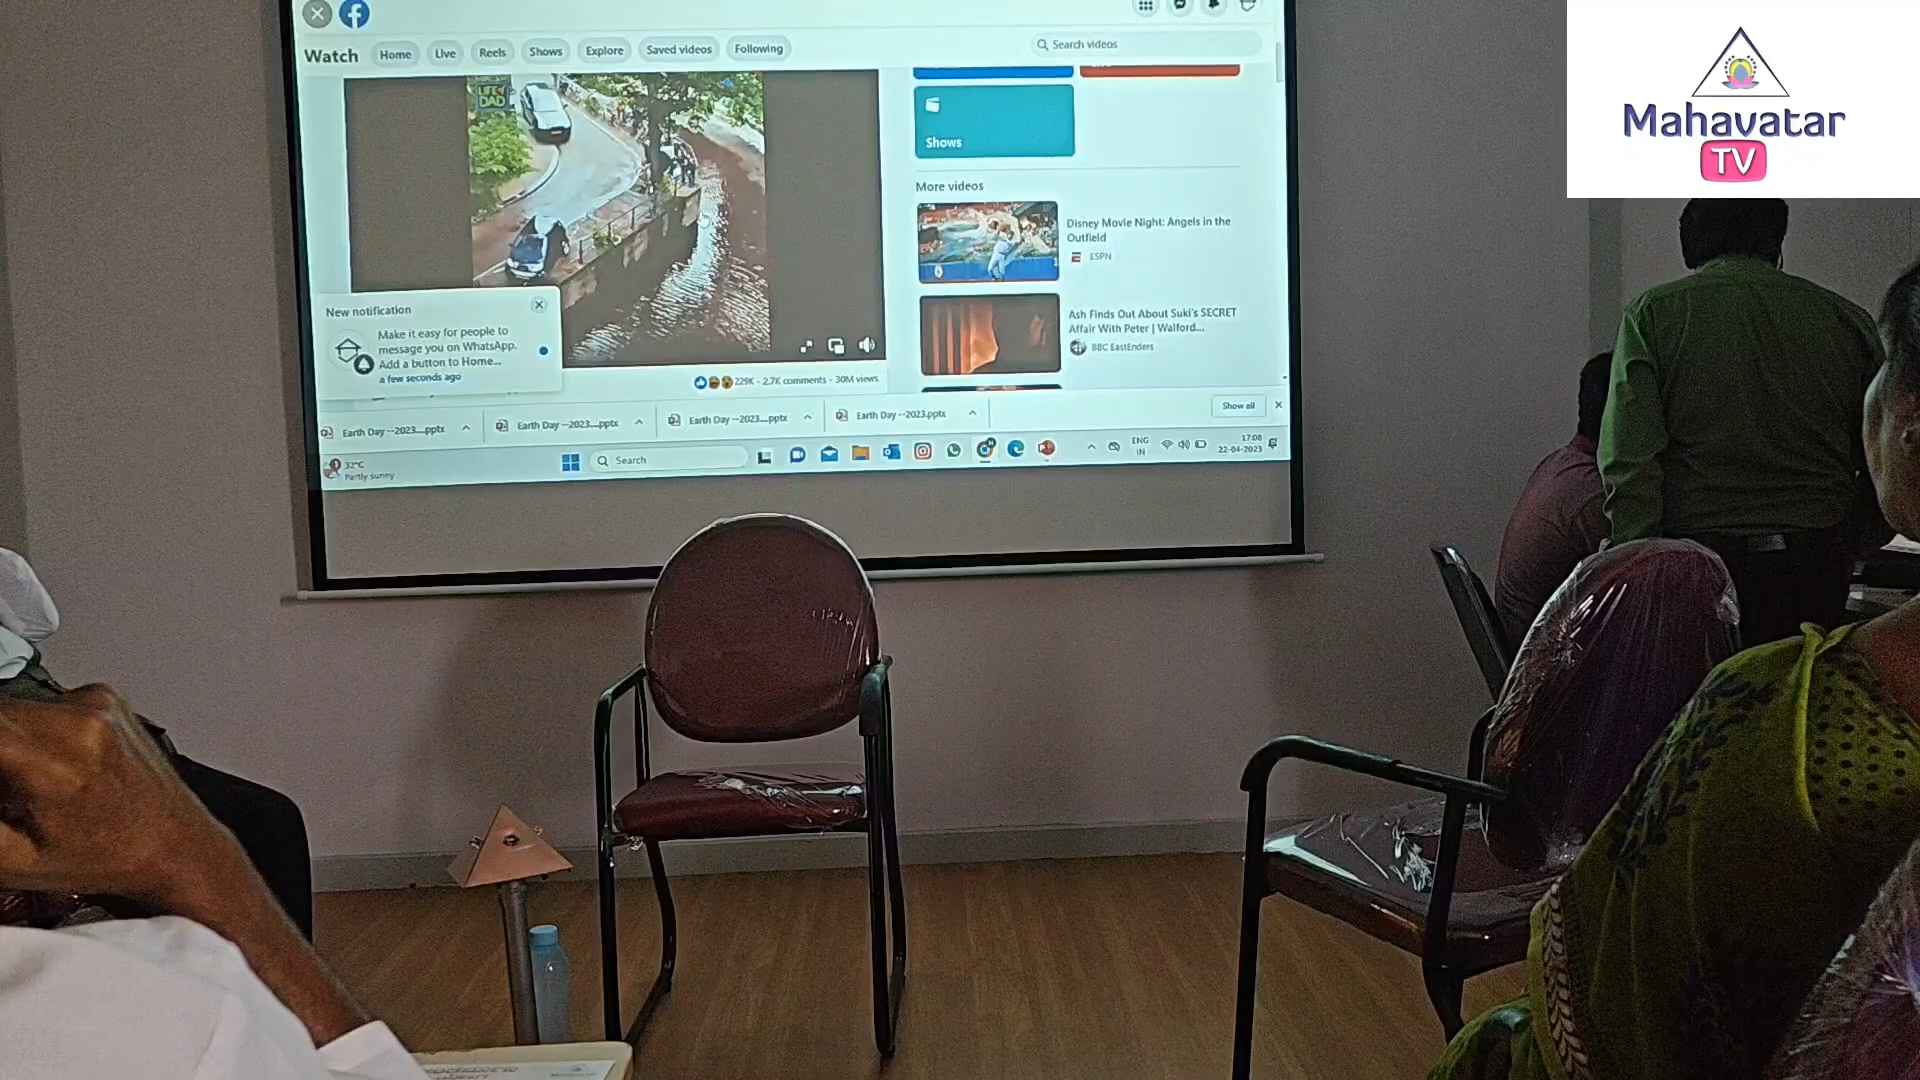 Watch
Home
Live
Reels
Shows
Explore
Saved videos
Following
Search videos
LIFE
DAD
Shows
More videos
Disney Movie Night: Angels in the
Outfield
ESPN
Ash Finds Out About Suki's SECRET
Affair With Peter | Walford...
BBC EastEnders
New notification
Make it easy for people to
message you on WhatsApp.
Add a button to Home...
a few seconds ago
229K · 2.7K comments · 30M views
Earth Day --2023....pptx
Earth Day --2023....pptx
Earth Day --2023....pptx
Earth Day --2023.pptx
Show all
32°C
Partly sunny
Search
ENG
IN
17:08
22-04-2023
Mahavatar
TV